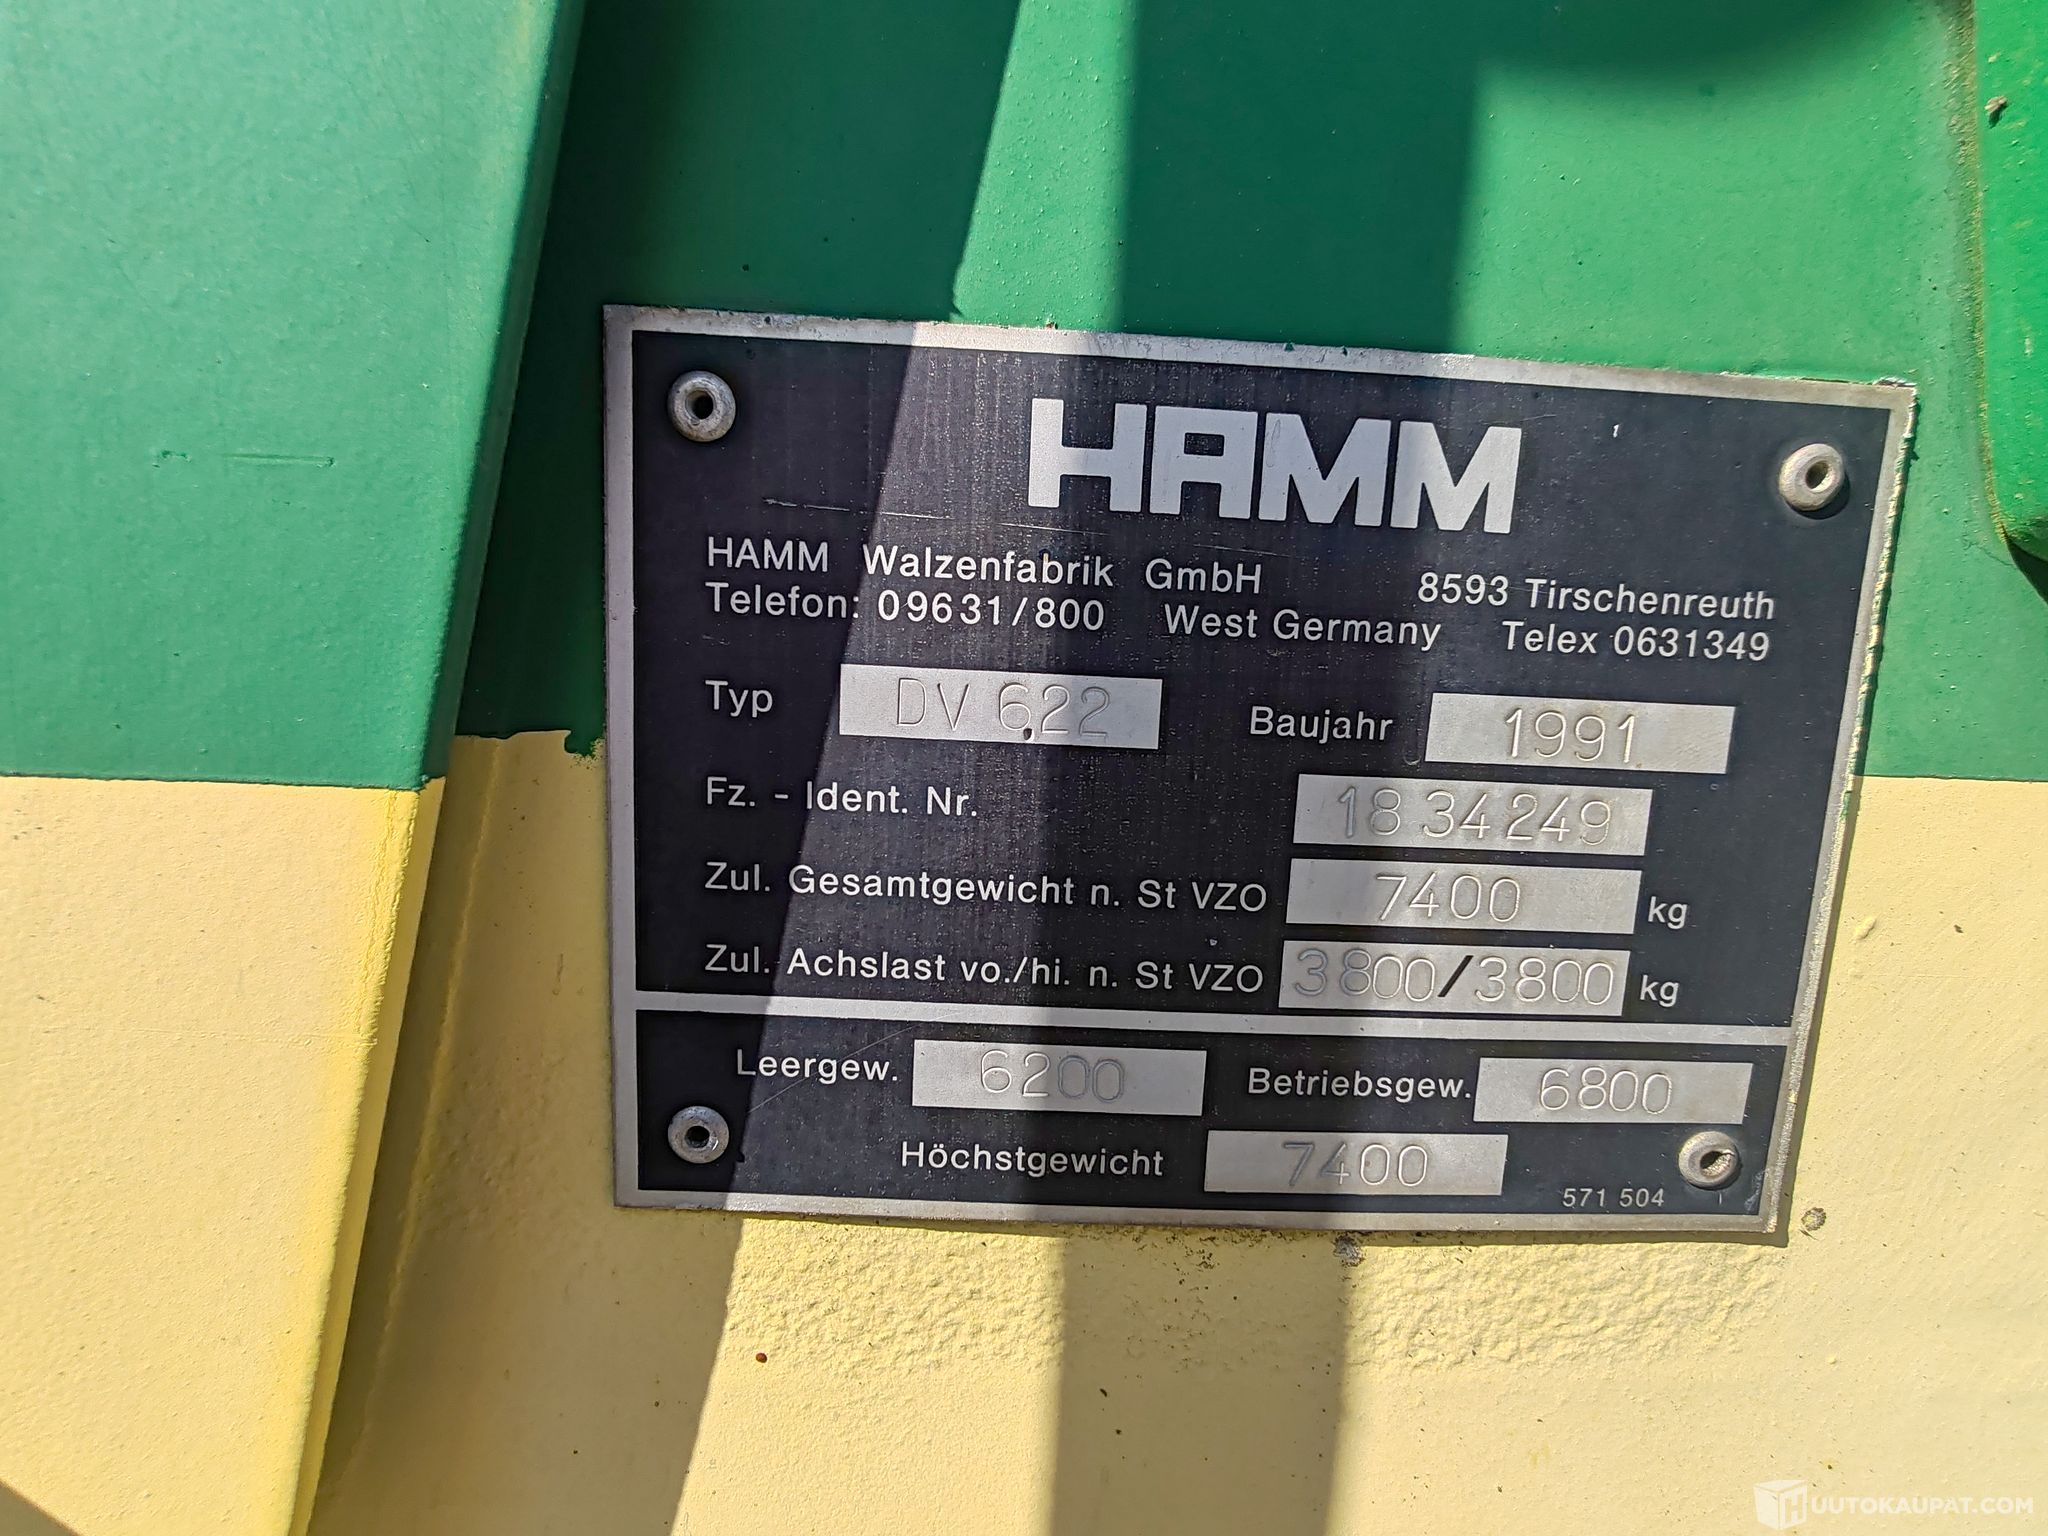 HAMM
HAMM Walzenfabrik GmbH 8593 Tirschenreuth
Telefon: 09631/800 West Germany Telex 0631349
Typ DV 6.22 Baujahr 1991
Fz. - Ident. Nr. 18 34 249
Zul. Gesamtgewicht n. St VZO 7400 kg
Zul. Achslast vo./hi. n. St VZO 3800/3800 kg
Leergew. 6200 Betriebsgew. 6800
Höchstgewicht 7400
571 504
HUUTOKAUPAT.COM